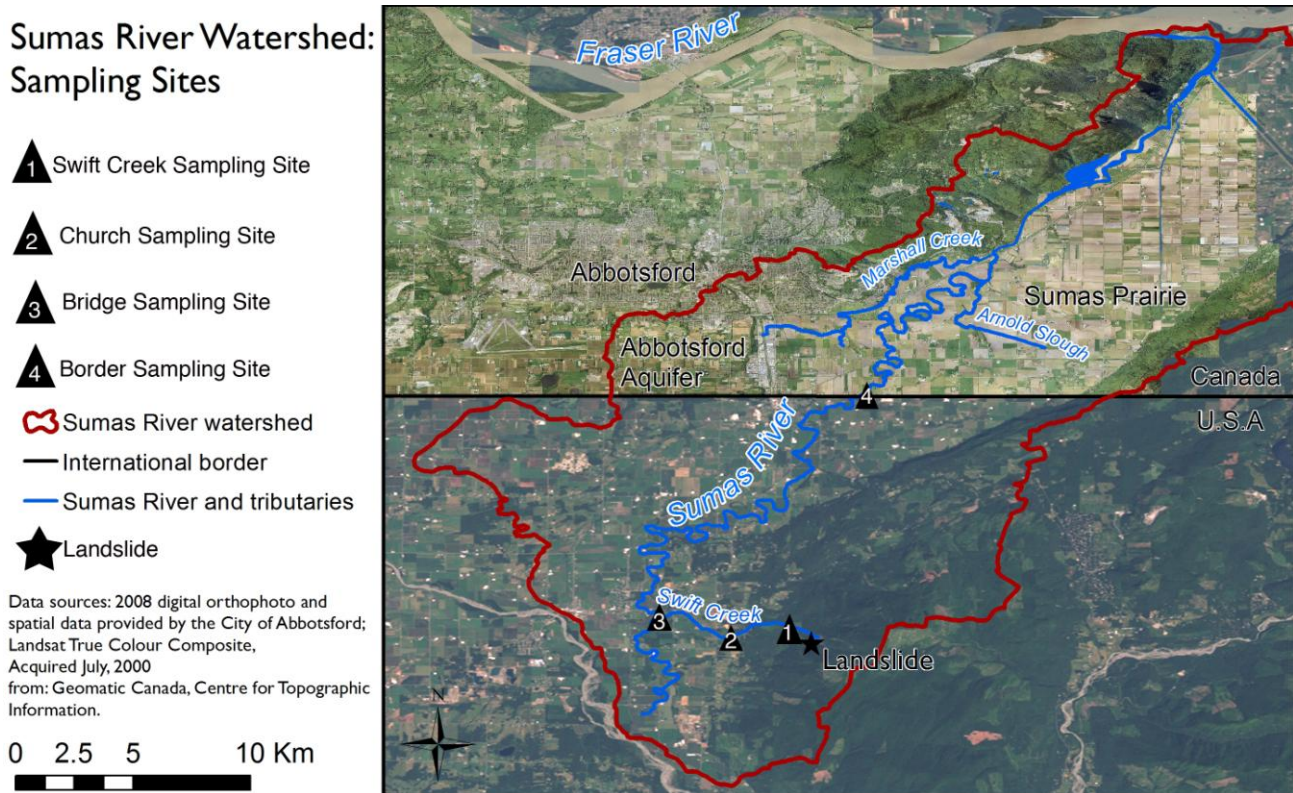 Sumas River Watershed:
Sampling Sites
1 Swift Creek Sampling Site
2 Church Sampling Site
3 Bridge Sampling Site
4 Border Sampling Site
Sumas River watershed
International border
Sumas River and tributaries
Landslide
Data sources: 2008 digital orthophoto and
spatial data provided by the City of Abbotsford;
Landsat True Colour Composite,
Acquired July, 2000
from: Geomatic Canada, Centre for Topographic
Information.
0 2.5 5 10 Km
Fraser River
Marshall Creek
Abbotsford
Sumas Prairie
Arnold Slough
Abbotsford
Aquifer
Canada
4
U.S.A
Sumas River
Swift Creek
3
2
1
Landslide
N